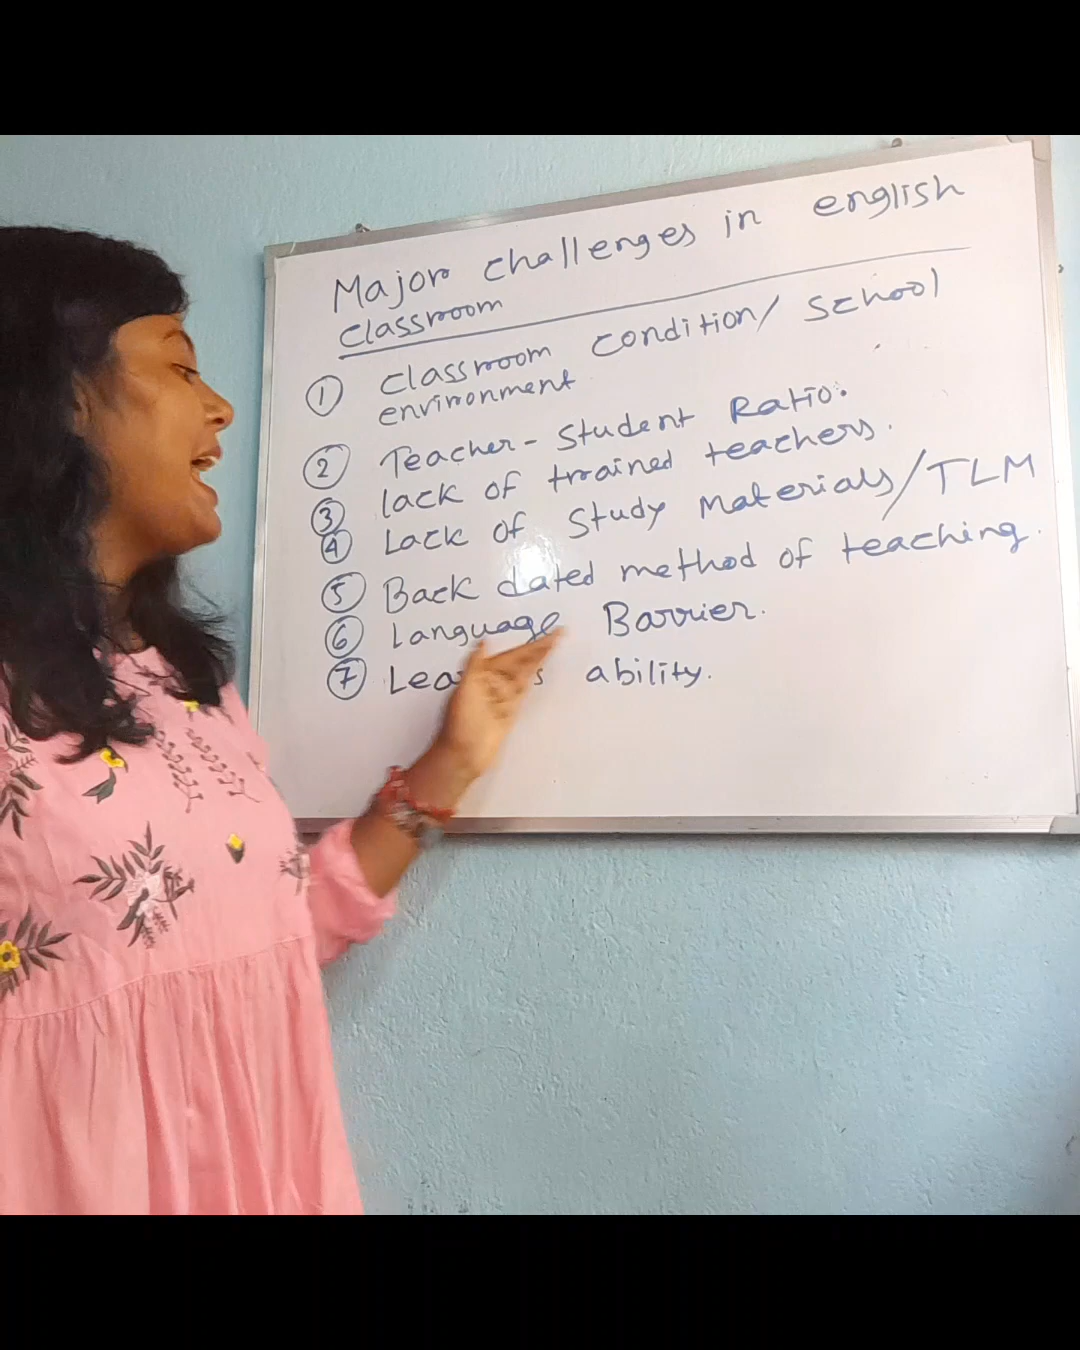 Major challenges in english
classroom
1 classroom condition/ School
environment
2 Teacher - Student Ratio.
3 lack of trained teachers.
4 Lack of Study Materials/TLM
5 Back dated method of teaching.
6 Language Barrier.
7 ability.